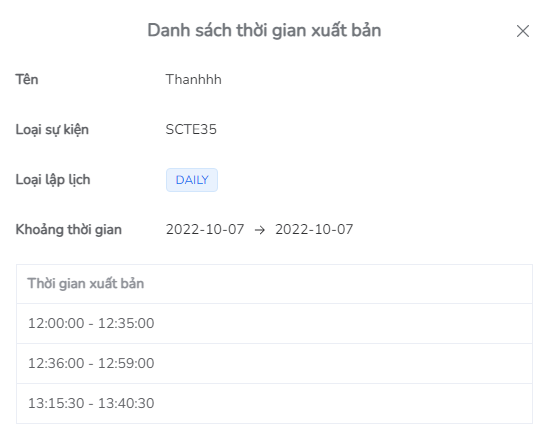 Danh sách thời gian xuất bản
Tên Thanhhh
Loại sự kiện SCTE35
Loại lập lịch DAILY
Khoảng thời gian 2022-10-07 → 2022-10-07
Thời gian xuất bản
12:00:00 - 12:35:00
12:36:00 - 12:59:00
13:15:30 - 13:40:30